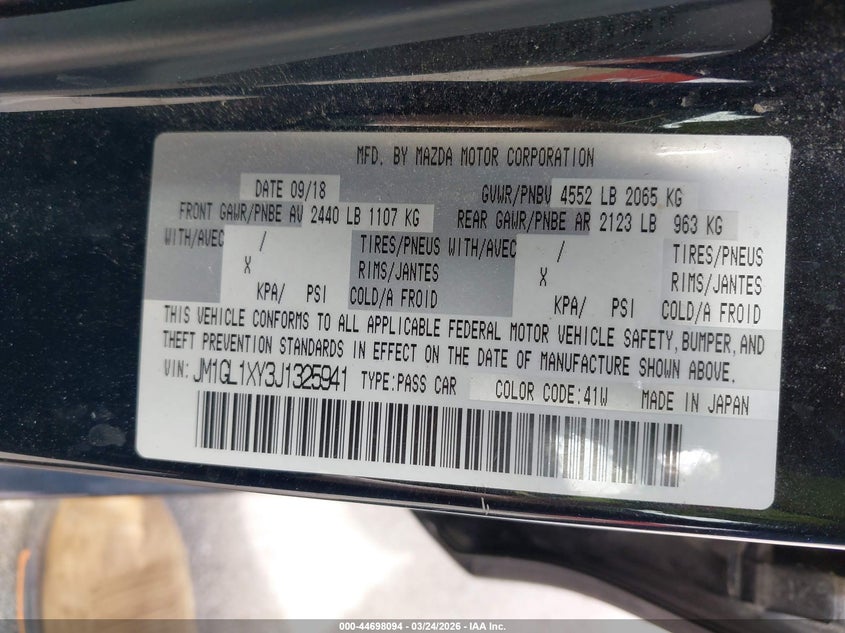 MFD. BY MAZDA MOTOR CORPORATION
DATE 09/18 GVWR/PNBV 4552 LB 2065 KG
FRONT GAWR/PNBE AV 2440 LB 1107 KG REAR GAWR/PNBE AR 2123 LB 963 KG
WITH/AVEC / TIRES/PNEUS WITH/AVEC / TIRES/PNEUS
X RIMS/JANTES X RIMS/JANTES
KPA/ PSI COLD/A FROID KPA/ PSI COLD/A FROID
THIS VEHICLE CONFORMS TO ALL APPLICABLE FEDERAL MOTOR VEHICLE SAFETY, BUMPER, AND
THEFT PREVENTION STANDARDS IN EFFECT ON THE DATE OF MANUFACTURE SHOWN ABOVE.
VIN: JM1GL1XY3J1325941 TYPE:PASS CAR COLOR CODE:41W MADE IN JAPAN
000-44698094 - 03/24/2026 - IAA Inc.